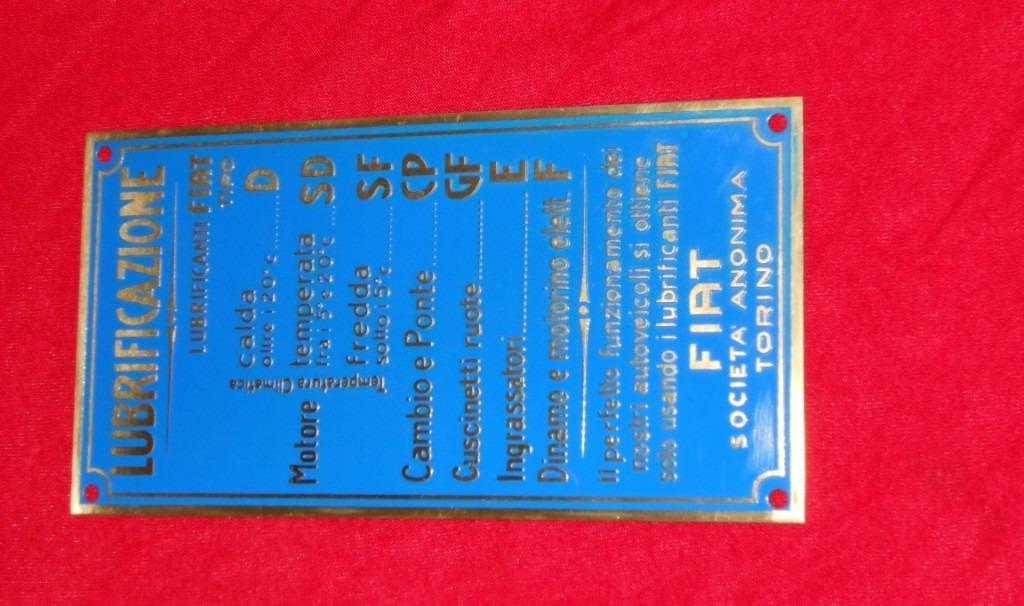 LUBRIFICAZIONE
LUBRIFICANTI FIAT
TIPO
Motore
Temperatura Climatica
calda
oltre i 20°c ........ D
temperata
fra i 5°e 20°c .. SD
fredda
sotto i 5°c ........ SF
Cambio e Ponte ........ CP
Cuscinetti ruote ........ GF
Ingrassatori ........ E
Dinamo e motorino elett. F
Il perfetto funzionamento dei
nostri autoveicoli si ottiene
solo usando i lubrificanti FIAT
FIAT
SOCIETA' ANONIMA
TORINO